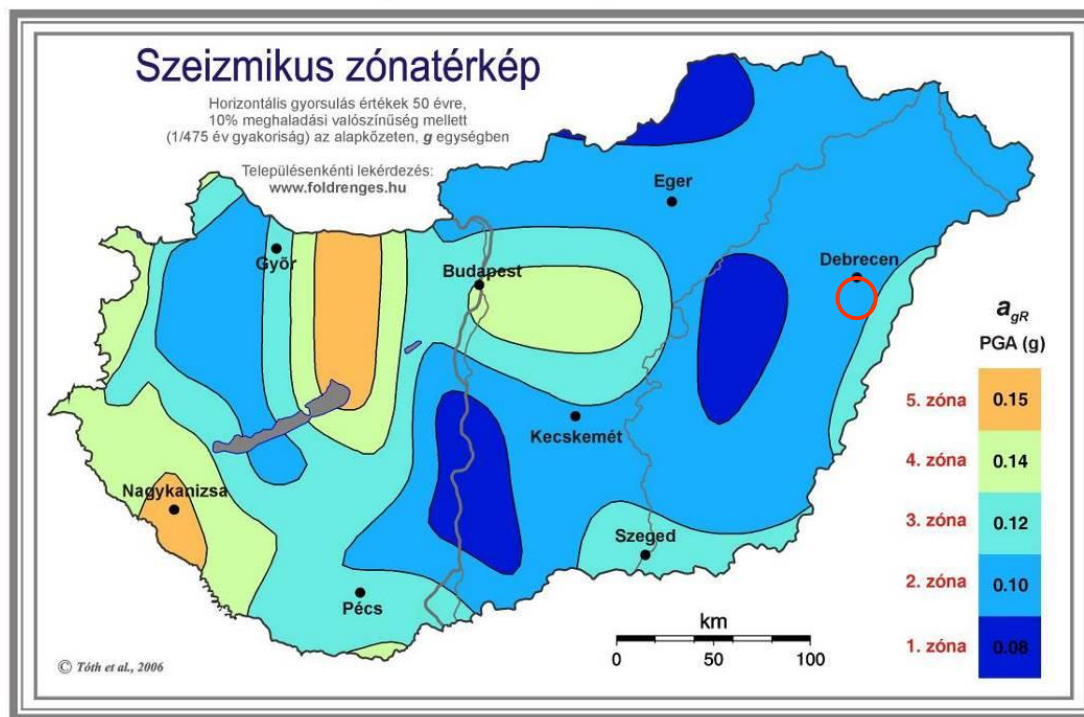 Szeizmikus zónatérkép
Horizontális gyorsulás értékek 50 évre,
10% meghaladási valószínűség mellett
(1/475 év gyakoriság) az alapkőzeten, g egységben
Településenkénti lekérdezés:
www.foldrenges.hu
Eger
Győr
Budapest
Debrecen
Kecskemét
Nagykanizsa
Szeged
Pécs
a_gR
PGA (g)
5. zóna 0.15
4. zóna 0.14
3. zóna 0.12
2. zóna 0.10
1. zóna 0.08
km
0 50 100
© Tóth et al., 2006